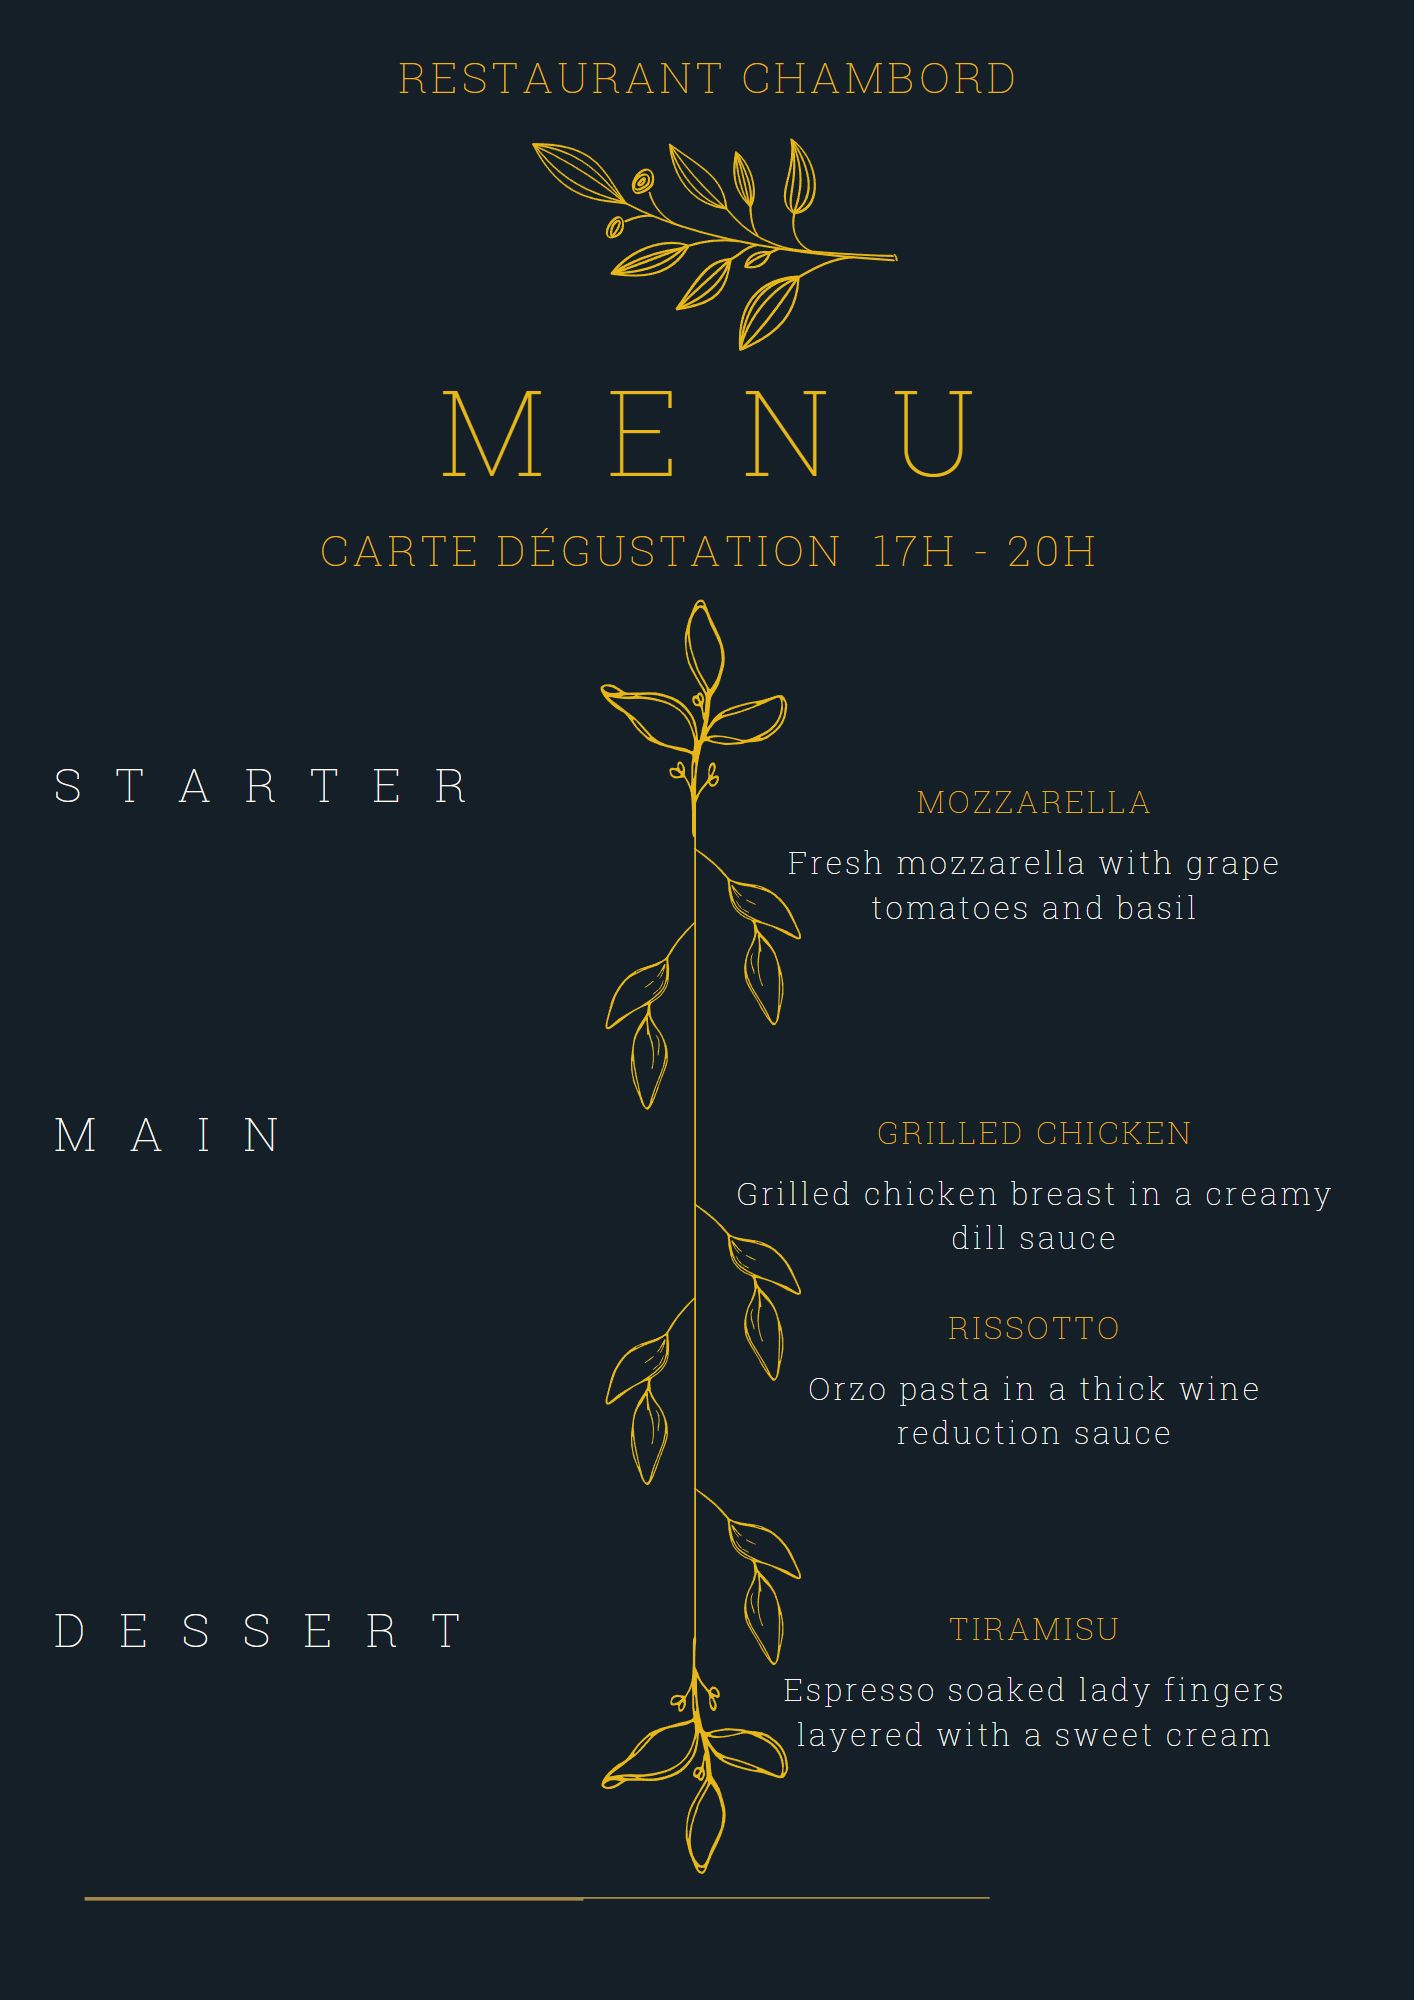 RESTAURANT CHAMBORD
MENU
CARTE DÉGUSTATION 17H - 20H
STARTER
MOZZARELLA
Fresh mozzarella with grape
tomatoes and basil
MAIN
GRILLED CHICKEN
Grilled chicken breast in a creamy
dill sauce
RISSOTTO
Orzo pasta in a thick wine
reduction sauce
DESSERT
TIRAMISU
Espresso soaked lady fingers
layered with a sweet cream